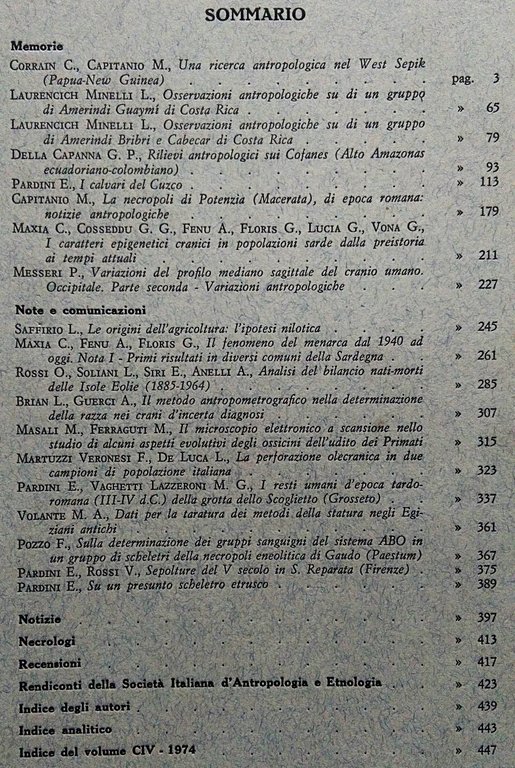 SOMMARIO
Memorie
CORRAIN C., CAPITANIO M., Una ricerca antropologica nel West Sepik
(Papua-New Guinea) . . . . . . . . . . pag. 3
LAURENCICH MINELLI L., Osservazioni antropologiche su di un gruppo
di Amerindi Guaymí di Costa Rica . . . . . . . » 65
LAURENCICH MINELLI L., Osservazioni antropologiche su di un gruppo
di Amerindi Bribri e Cabecar di Costa Rica . . . . . » 79
DELLA CAPANNA G. P., Rilievi antropologici sui Cofanes (Alto Amazonas
ecuadoriano-colombiano) . . . . . . . . . » 93
PARDINI E., I calvari del Cuzco . . . . . . . . » 113
CAPITANIO M., La necropoli di Potenzia (Macerata), di epoca romana:
notizie antropologiche . . . . . . . . . » 179
MAXIA C., COSSEDDU G. G., FENU A., FLORIS G., LUCIA G., VONA G.,
I caratteri epigenetici cranici in popolazioni sarde dalla preistoria
ai tempi attuali . . . . . . . . . . » 211
MESSERI P., Variazioni del profilo mediano sagittale del cranio umano.
Occipitale. Parte seconda - Variazioni antropologiche . . . » 227
Note e comunicazioni
SAFFIRIO L., Le origini dell'agricoltura: l'ipotesi nilotica . . . . » 245
MAXIA C., FENU A., FLORIS G., Il fenomeno del menarca dal 1940 ad
oggi. Nota I - Primi risultati in diversi comuni della Sardegna . » 261
ROSSI O., SOLIANI L., SIRI E., ANELLI A., Analisi del bilancio nati-morti
delle Isole Eolie (1885-1964) . . . . . . . . » 285
BRIAN L., GUERCI A., Il metodo antropometrografico nella determinazione
della razza nei crani d'incerta diagnosi . . . . . . » 307
MASALI M., FERRAGUTI M., Il microscopio elettronico a scansione nello
studio di alcuni aspetti evolutivi degli ossicini dell'udito dei Primati » 315
MARTUZZI VERONESI F., DE LUCA L., La perforazione olecranica in due
campioni di popolazione italiana . . . . . . . » 323
PARDINI E., VAGHETTI LAZZERONI M. G., I resti umani d'epoca tardo-
romana (III-IV d.C.) della grotta dello Scoglietto (Grosseto) . » 337
VOLANTE M. A., Dati per la taratura dei metodi della statura negli Egi-
ziani antichi . . . . . . . . . . . » 361
POZZO F., Sulla determinazione dei gruppi sanguigni del sistema ABO in
un gruppo di scheletri della necropoli eneolitica di Gaudo (Paestum) » 367
PARDINI E., ROSSI V., Sepolture del V secolo in S. Reparata (Firenze) » 375
PARDINI E., Su un presunto scheletro etrusco . . . . . . » 389
Notizie . . . . . . . . . . . . » 397
Necrologi . . . . . . . . . . . . » 413
Recensioni . . . . . . . . . . . . » 417
Rendiconti della Società Italiana d'Antropologia e Etnologia . . » 423
Indice degli autori . . . . . . . . . . » 439
Indice analitico . . . . . . . . . . . » 443
Indice del volume CIV - 1974 . . . . . . . . » 447